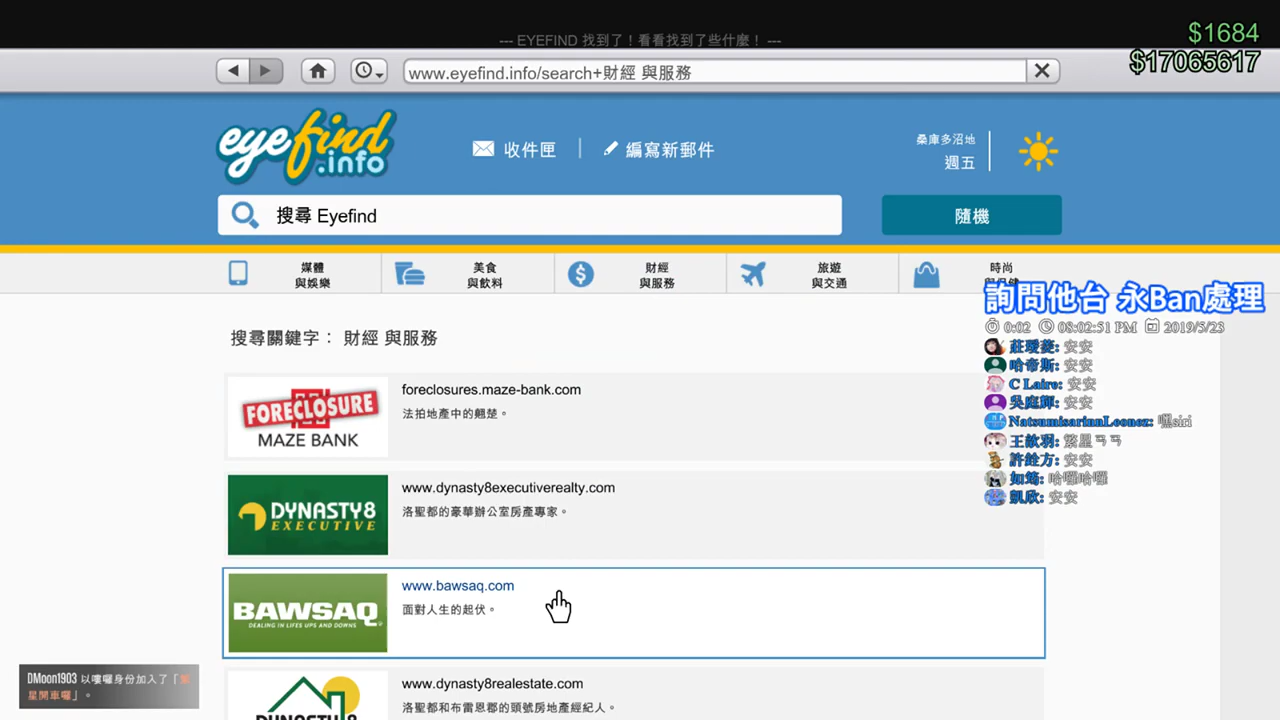 --- EYEFIND 找到了！看看找到了些什麼！ ---
$1684
$17065617
www.eyefind.info/search+財經 與服務
eyefind.info
收件匣
編寫新郵件
桑庫多沼地
週五
搜尋 Eyefind
隨機
媒體與娛樂
美食與飲料
財經與服務
旅遊與交通
時尚
詢問他台 永Ban處理
0:02 08:02:51 PM 2019/5/23
搜尋關鍵字： 財經 與服務
莊璦菱: 安安
哈帝斯: 安安
C Laire: 安安
吳庭輝: 安安
NatsumisarinnLeonez: 嘿siri
王歆羽: 繁星ㄢㄢ
許銓方: 安安
如笃: 哈囉哈囉
凱欣: 安安
FORECLOSURE
MAZE BANK
foreclosures.maze-bank.com
法拍地產中的翹楚。
DYNASTY8
EXECUTIVE
www.dynasty8executiverealty.com
洛聖都的豪華辦公室房產專家。
BAWSAQ
DEALING IN LIFES UPS AND DOWNS
www.bawsaq.com
面對人生的起伏。
DYNASTY8
www.dynasty8realestate.com
洛聖都和布雷恩郡的頭號房地產經紀人。
DMoon1903 以嘍囉身份加入了「繁
星開車囉」。